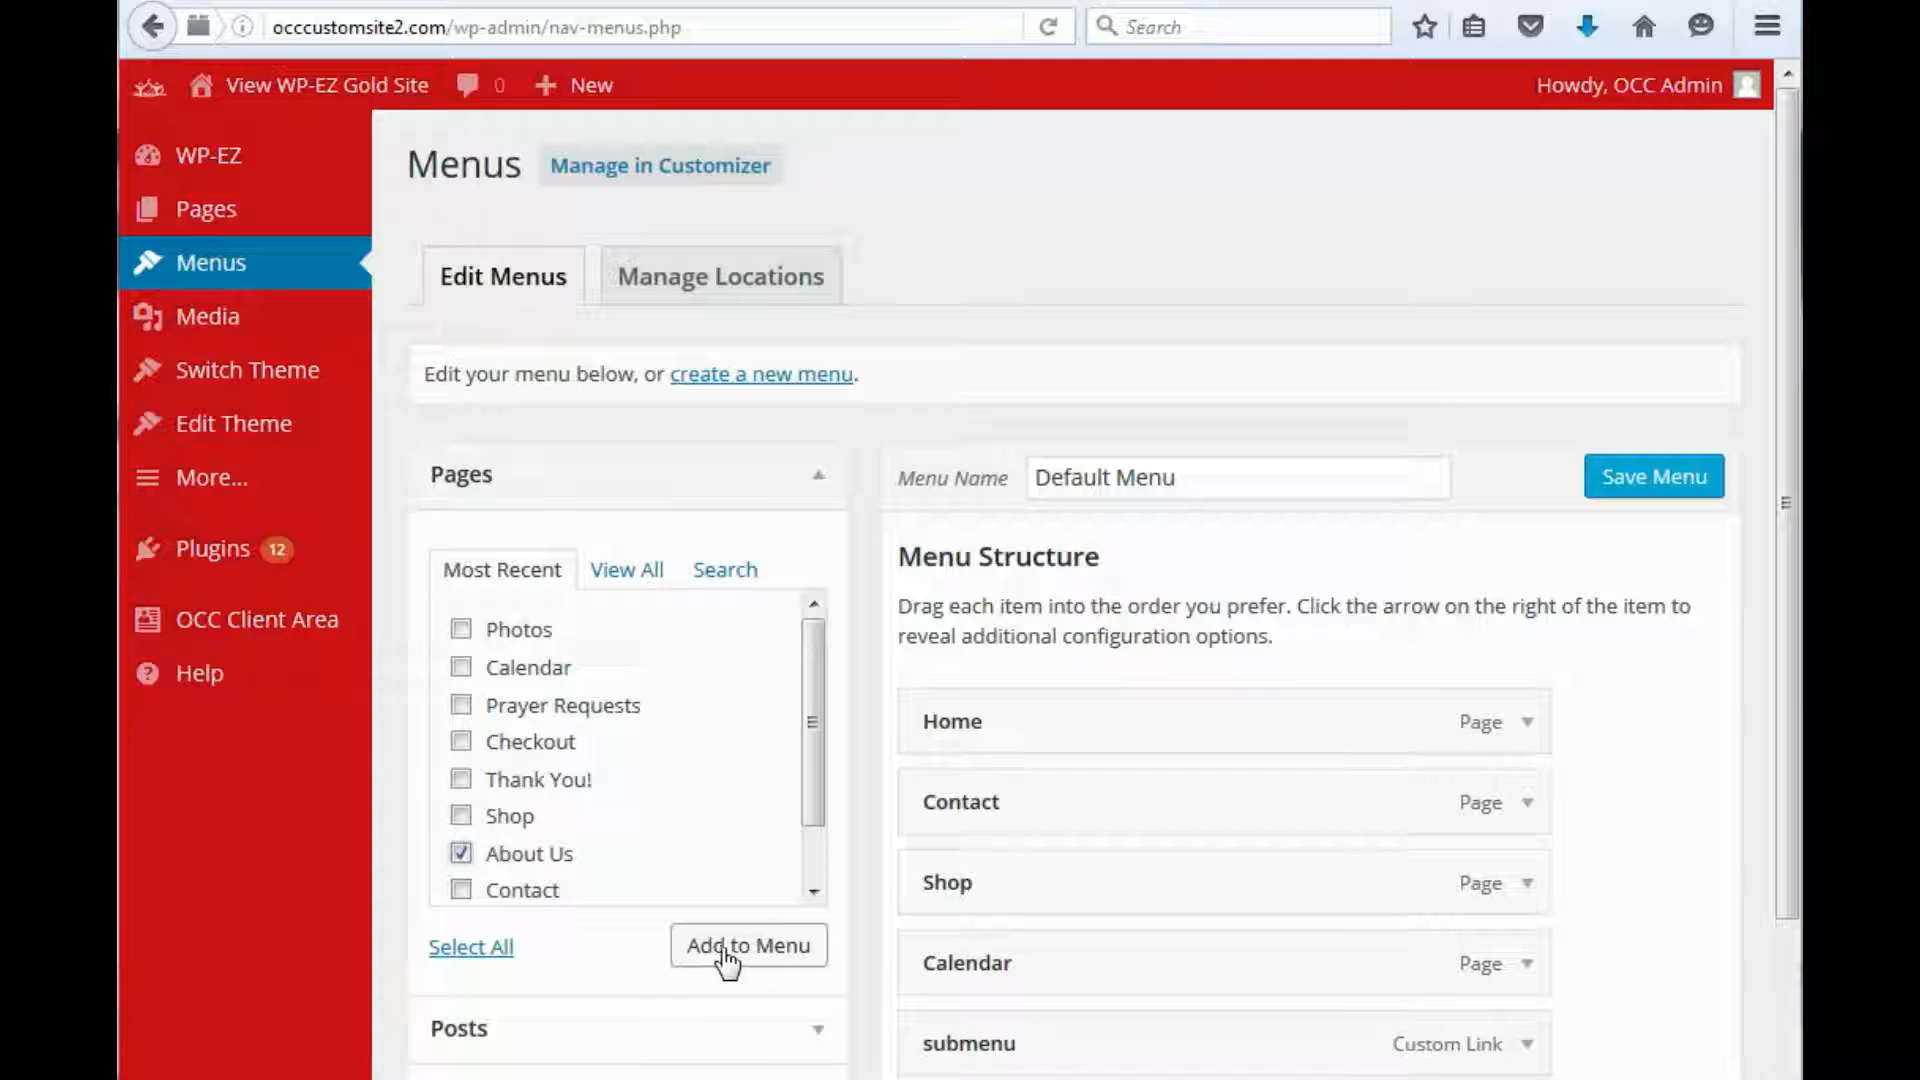 occcustomsite2.com/wp-admin/nav-menus.php
Search
View WP-EZ Gold Site
0
New
Howdy, OCC Admin
WP-EZ
Pages
Menus
Media
Switch Theme
Edit Theme
More...
Plugins 12
OCC Client Area
Help
Menus
Manage in Customizer
Edit Menus
Manage Locations
Edit your menu below, or create a new menu.
Pages
Most Recent
View All
Search
Photos
Calendar
Prayer Requests
Checkout
Thank You!
Shop
About Us
Contact
Select All
Add to Menu
Posts
Menu Name
Default Menu
Save Menu
Menu Structure
Drag each item into the order you prefer. Click the arrow on the right of the item to
reveal additional configuration options.
Home Page
Contact Page
Shop Page
Calendar Page
submenu Custom Link